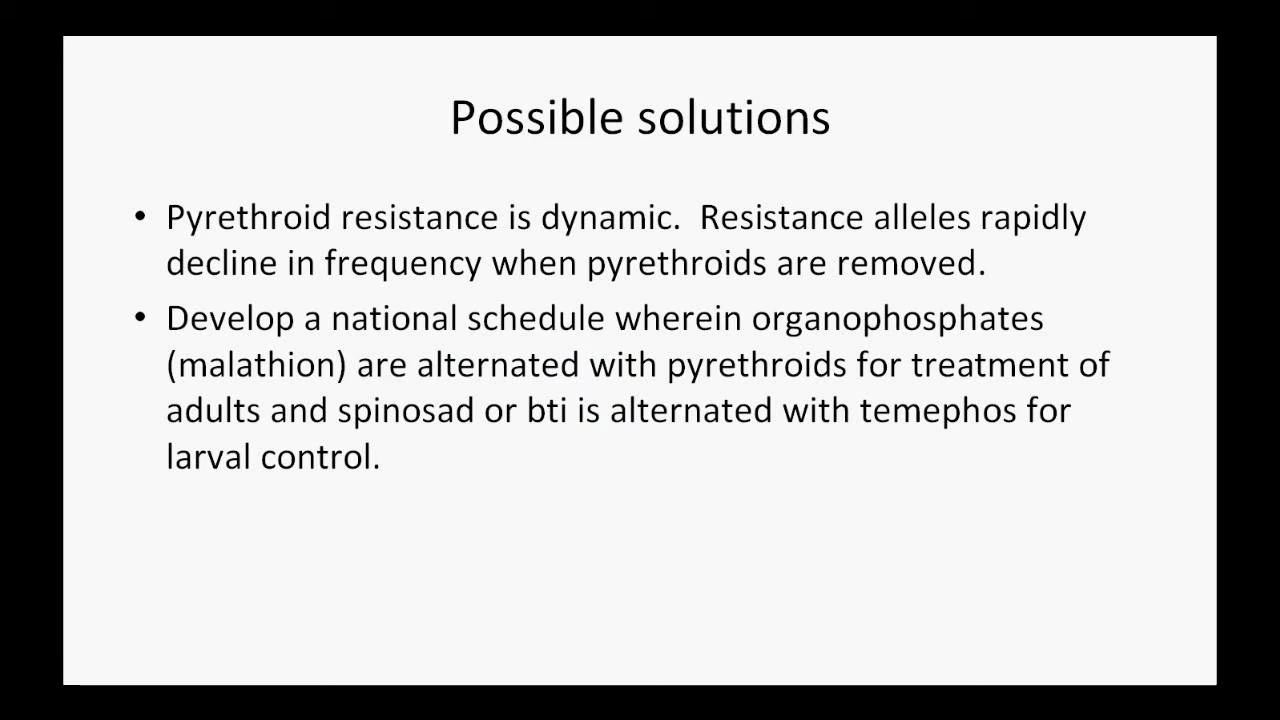 Possible solutions
• Pyrethroid resistance is dynamic.  Resistance alleles rapidly
decline in frequency when pyrethroids are removed.
• Develop a national schedule wherein organophosphates
(malathion) are alternated with pyrethroids for treatment of
adults and spinosad or bti is alternated with temephos for
larval control.